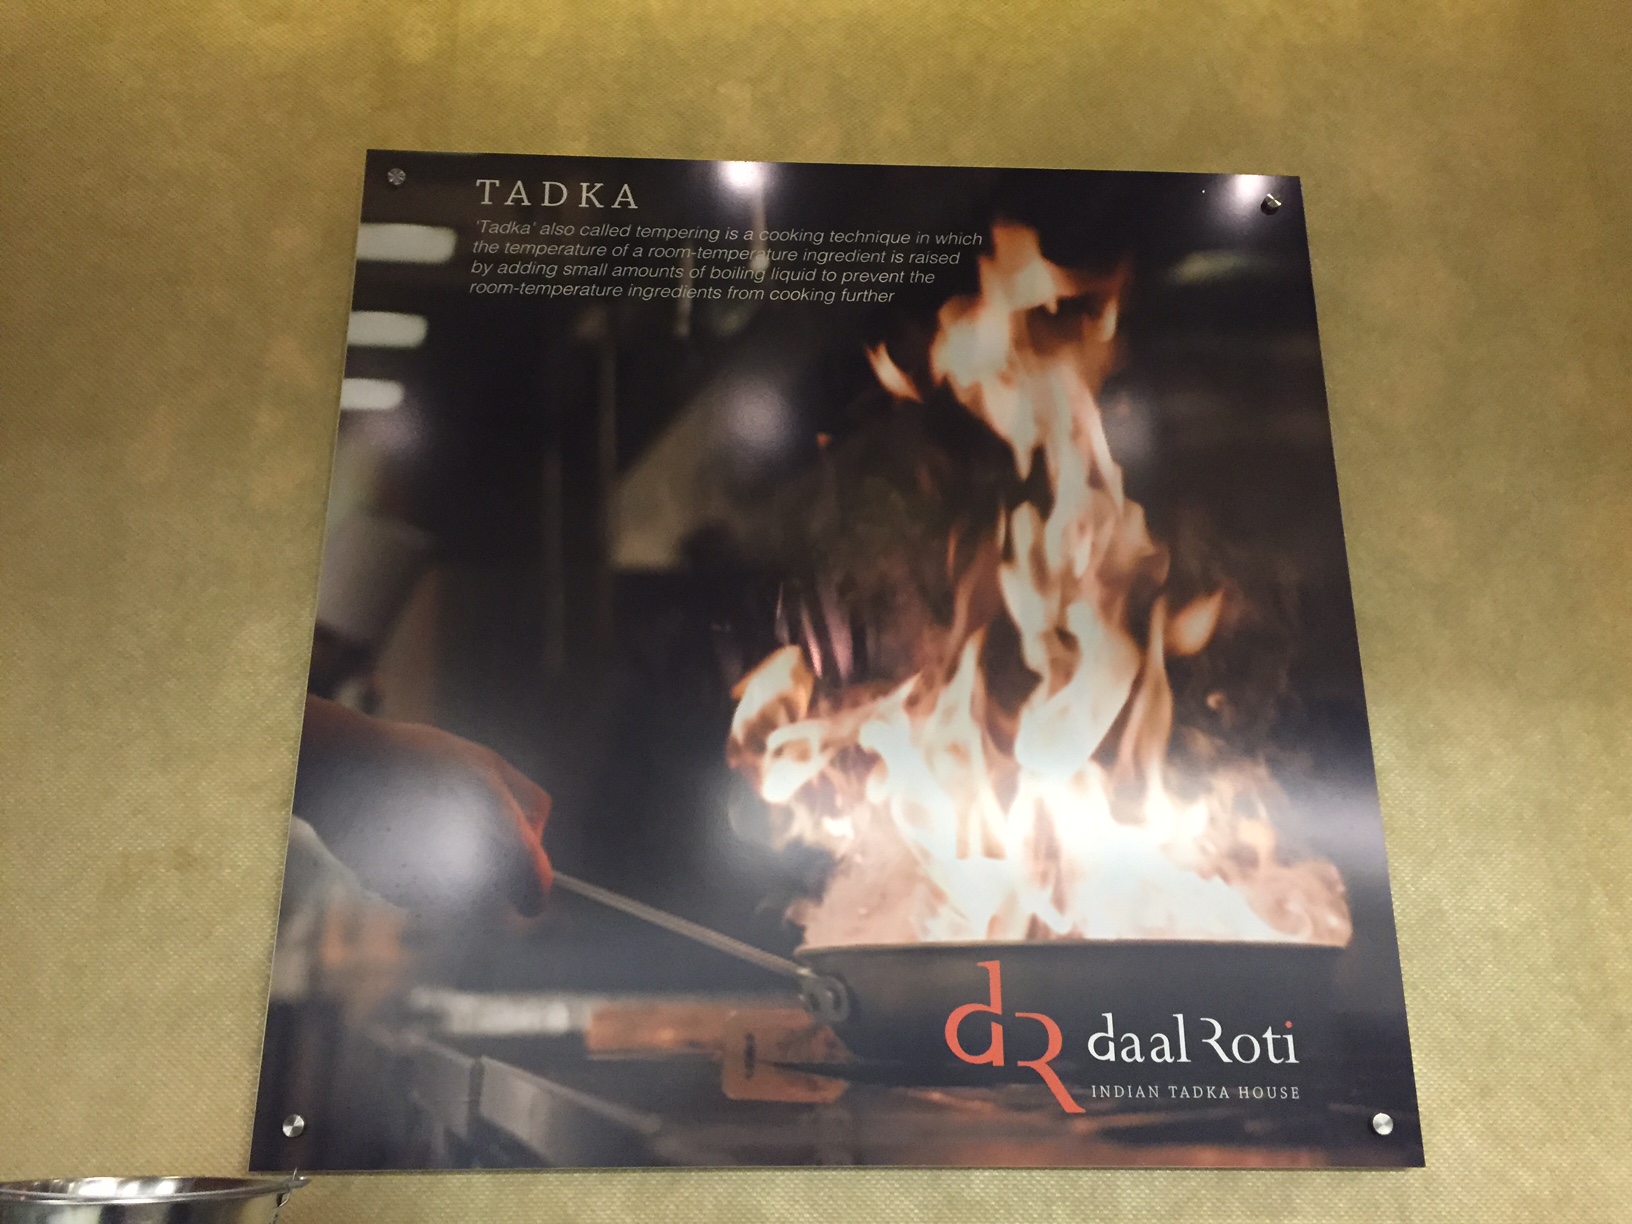 TADKA
'Tadka' also called tempering is a cooking technique in which
the temperature of a room-temperature ingredient is raised
by adding small amounts of boiling liquid to prevent the
room-temperature ingredients from cooking further
dR daal Roti
INDIAN TADKA HOUSE